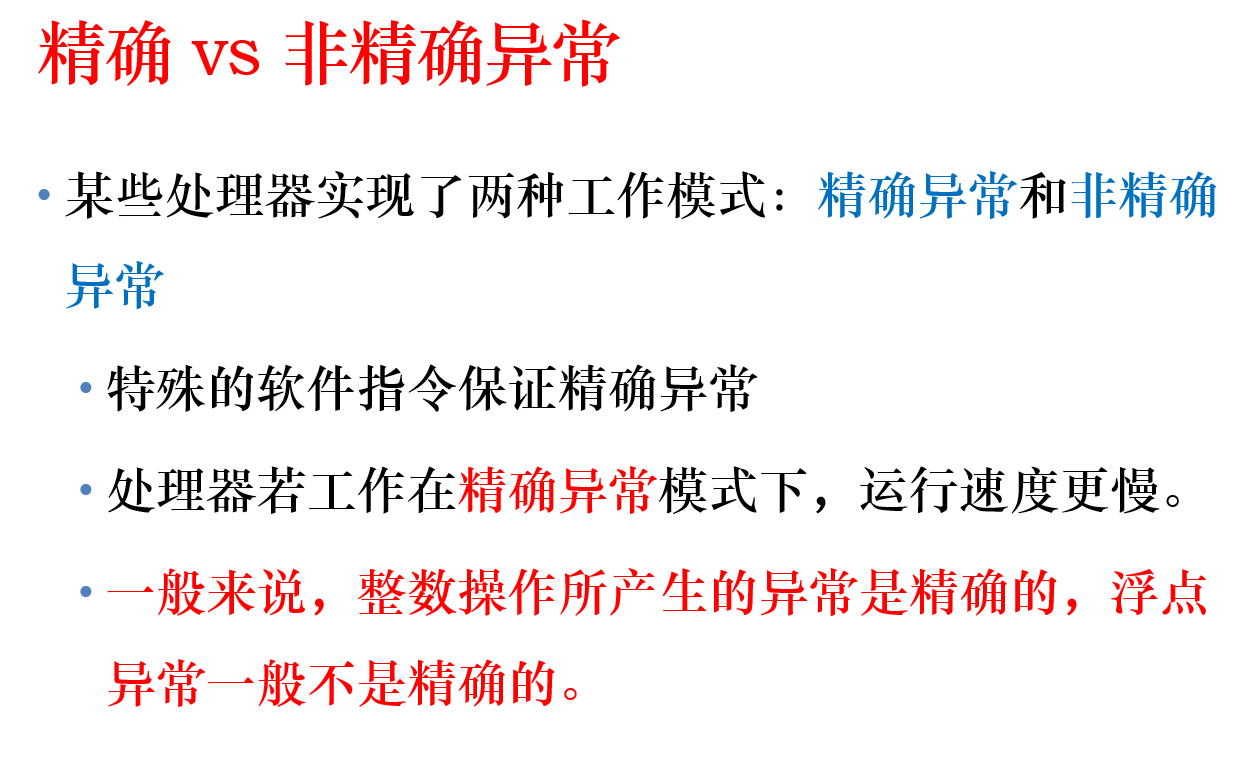 精确 vs 非精确异常
• 某些处理器实现了两种工作模式：精确异常和非精确
异常
• 特殊的软件指令保证精确异常
• 处理器若工作在精确异常模式下，运行速度更慢。
• 一般来说，整数操作所产生的异常是精确的，浮点
异常一般不是精确的。